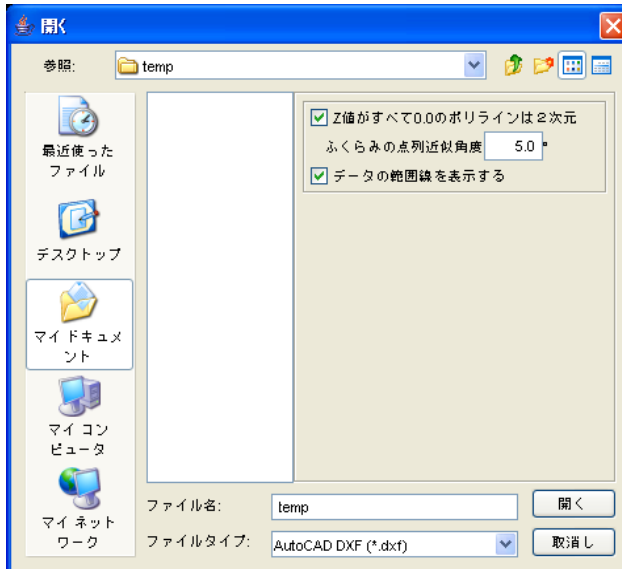 開く
参照:
temp
最近使った
ファイル
デスクトップ
マイ ドキュメ
ント
マイ コン
ピュータ
マイ ネット
ワーク
Z値がすべて0.0のポリラインは２次元
ふくらみの点列近似角度 5.0 °
データの範囲線を表示する
ファイル名: temp
開く
ファイルタイプ: AutoCAD DXF (*.dxf)
取消し